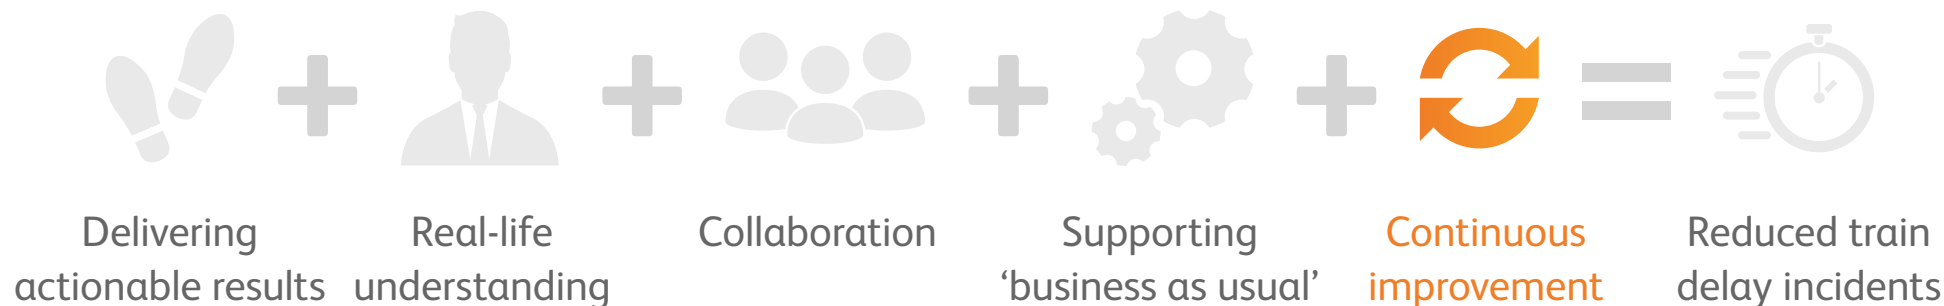 Delivering
actionable results
Real-life
understanding
Collaboration
Supporting
‘business as usual’
Continuous
improvement
Reduced train
delay incidents